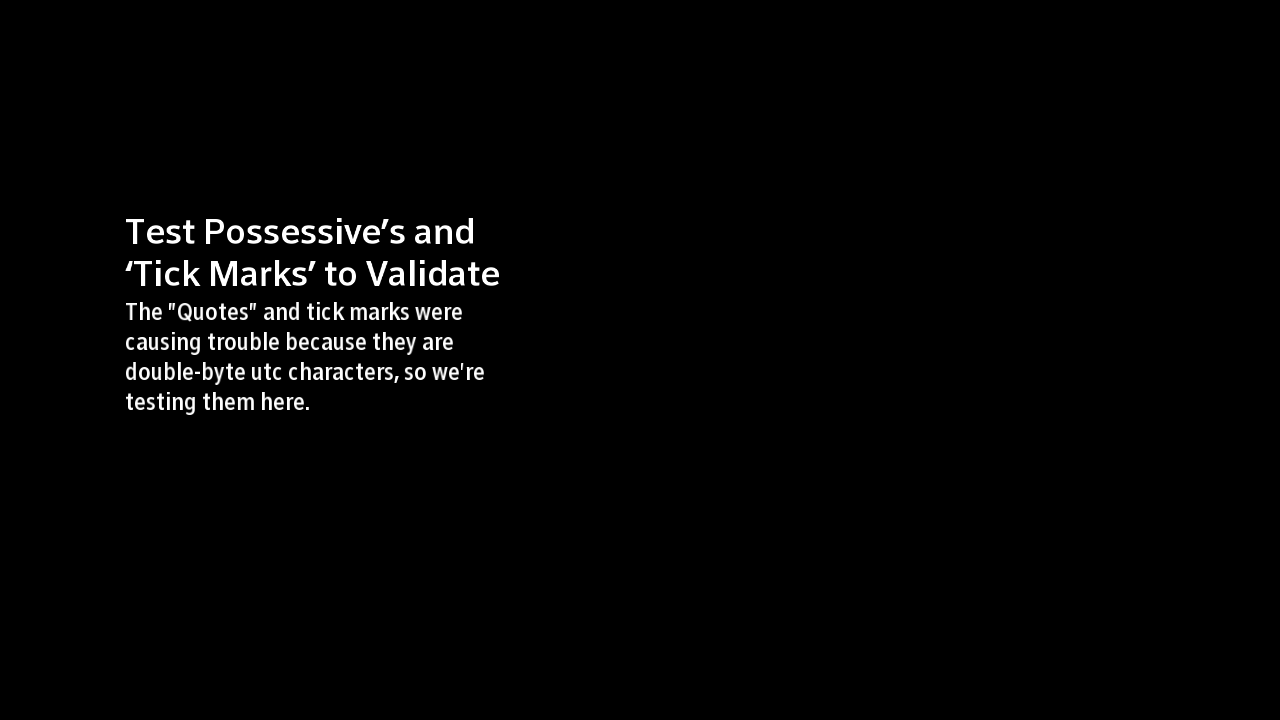 Test Possessive’s and
‘Tick Marks’ to Validate
The "Quotes" and tick marks were
causing trouble because they are
double-byte utc characters, so we're
testing them here.